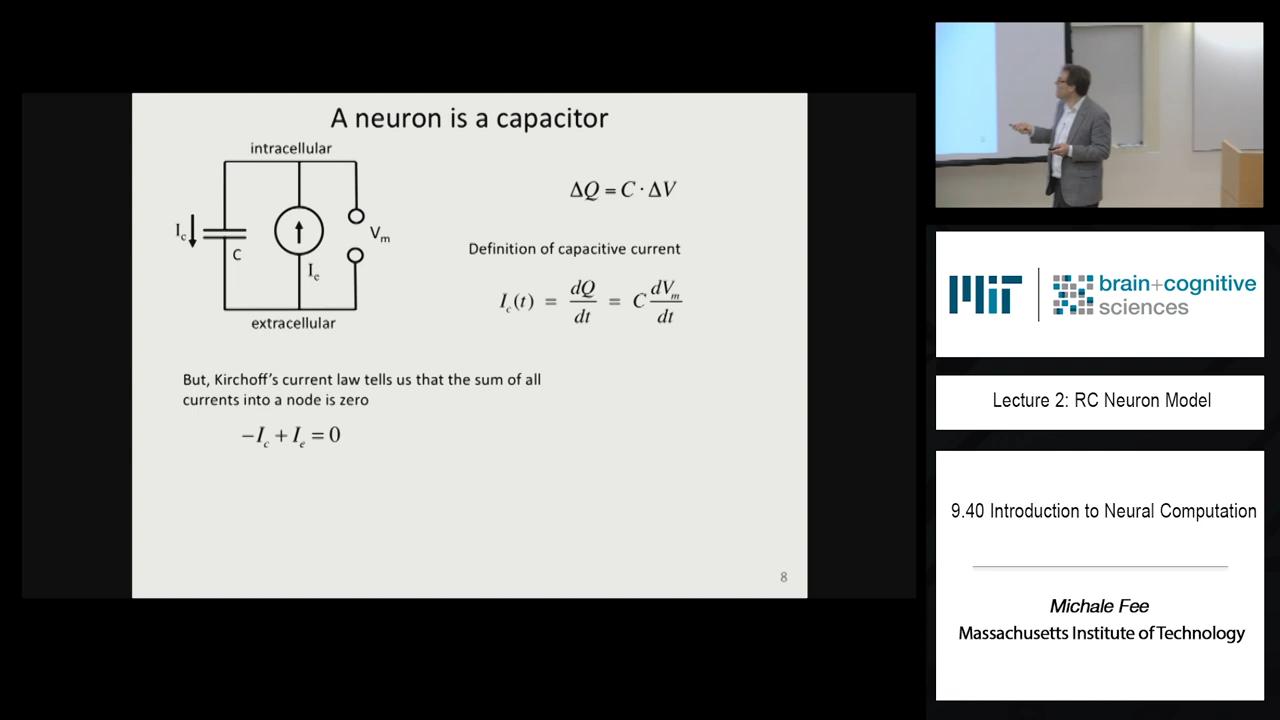 A neuron is a capacitor
intracellular
ΔQ = C · ΔV
I_c
C
V_m
I_e
Definition of capacitive current
I_c(t) = dQ/dt = C dV_m/dt
extracellular
But, Kirchoff's current law tells us that the sum of all
currents into a node is zero
−I_c + I_e = 0
8
MIT
brain+cognitive
sciences
Lecture 2: RC Neuron Model
9.40 Introduction to Neural Computation
Michale Fee
Massachusetts Institute of Technology